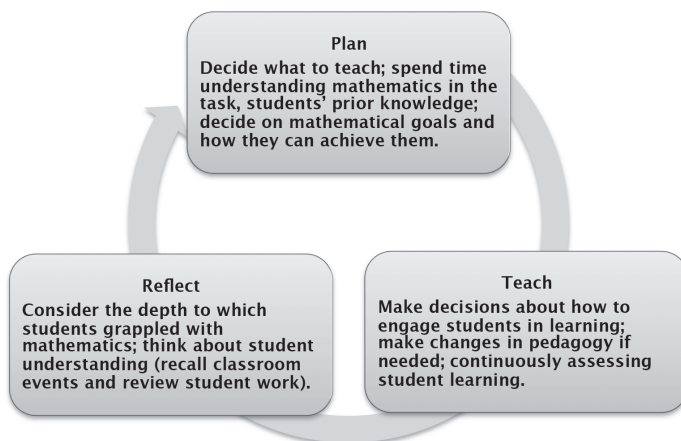 Plan
Decide what to teach; spend time
understanding mathematics in the
task, students’ prior knowledge;
decide on mathematical goals and
how they can achieve them.
Teach
Make decisions about how to
engage students in learning;
make changes in pedagogy if
needed; continuously assessing
student learning.
Reflect
Consider the depth to which
students grappled with
mathematics; think about student
understanding (recall classroom
events and review student work).